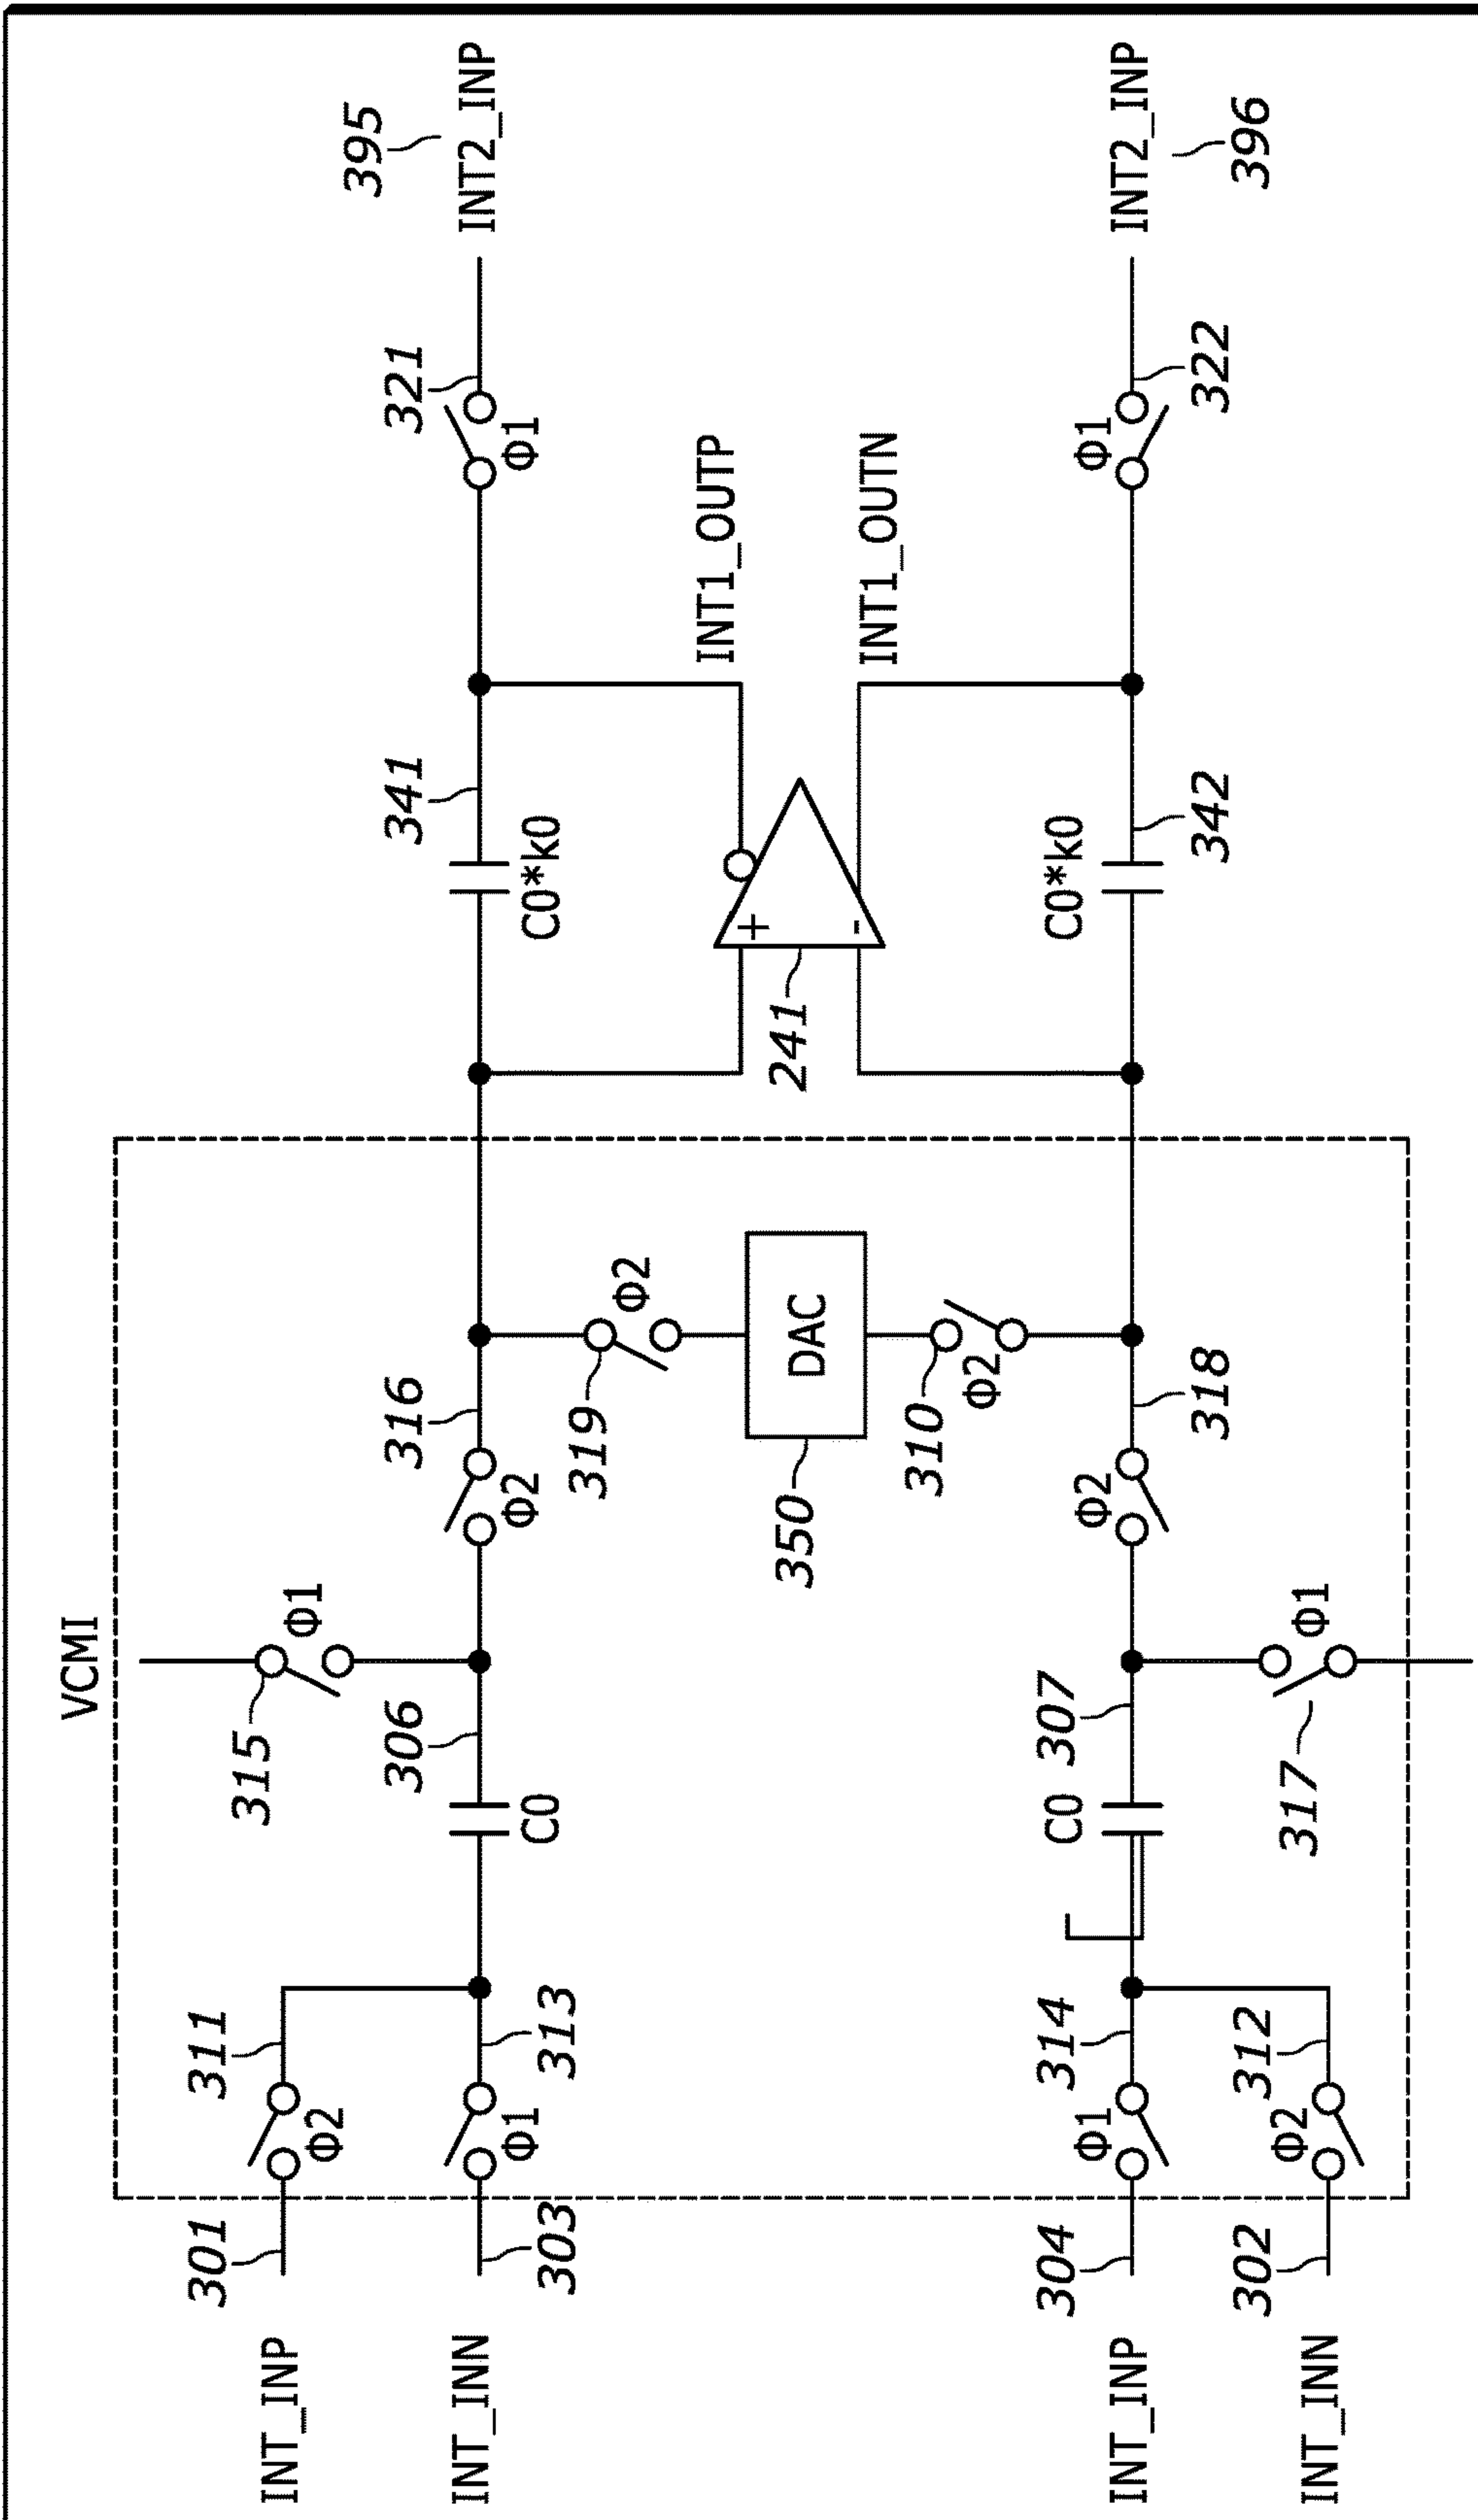 VCMI
INT_INP
301
Φ2
311
315
Φ1
INT_INN
303
Φ1
313
C0
306
Φ2
316
319
Φ2
C0*k0
341
Φ1
321
INT2_INP
395
350
DAC
241
+
-
INT1_OUTP
INT1_OUTN
310
Φ2
INT_INP
304
Φ1
314
C0
307
Φ2
318
C0*k0
342
Φ1
322
INT2_INP
396
INT_INN
302
Φ2
312
317
Φ1